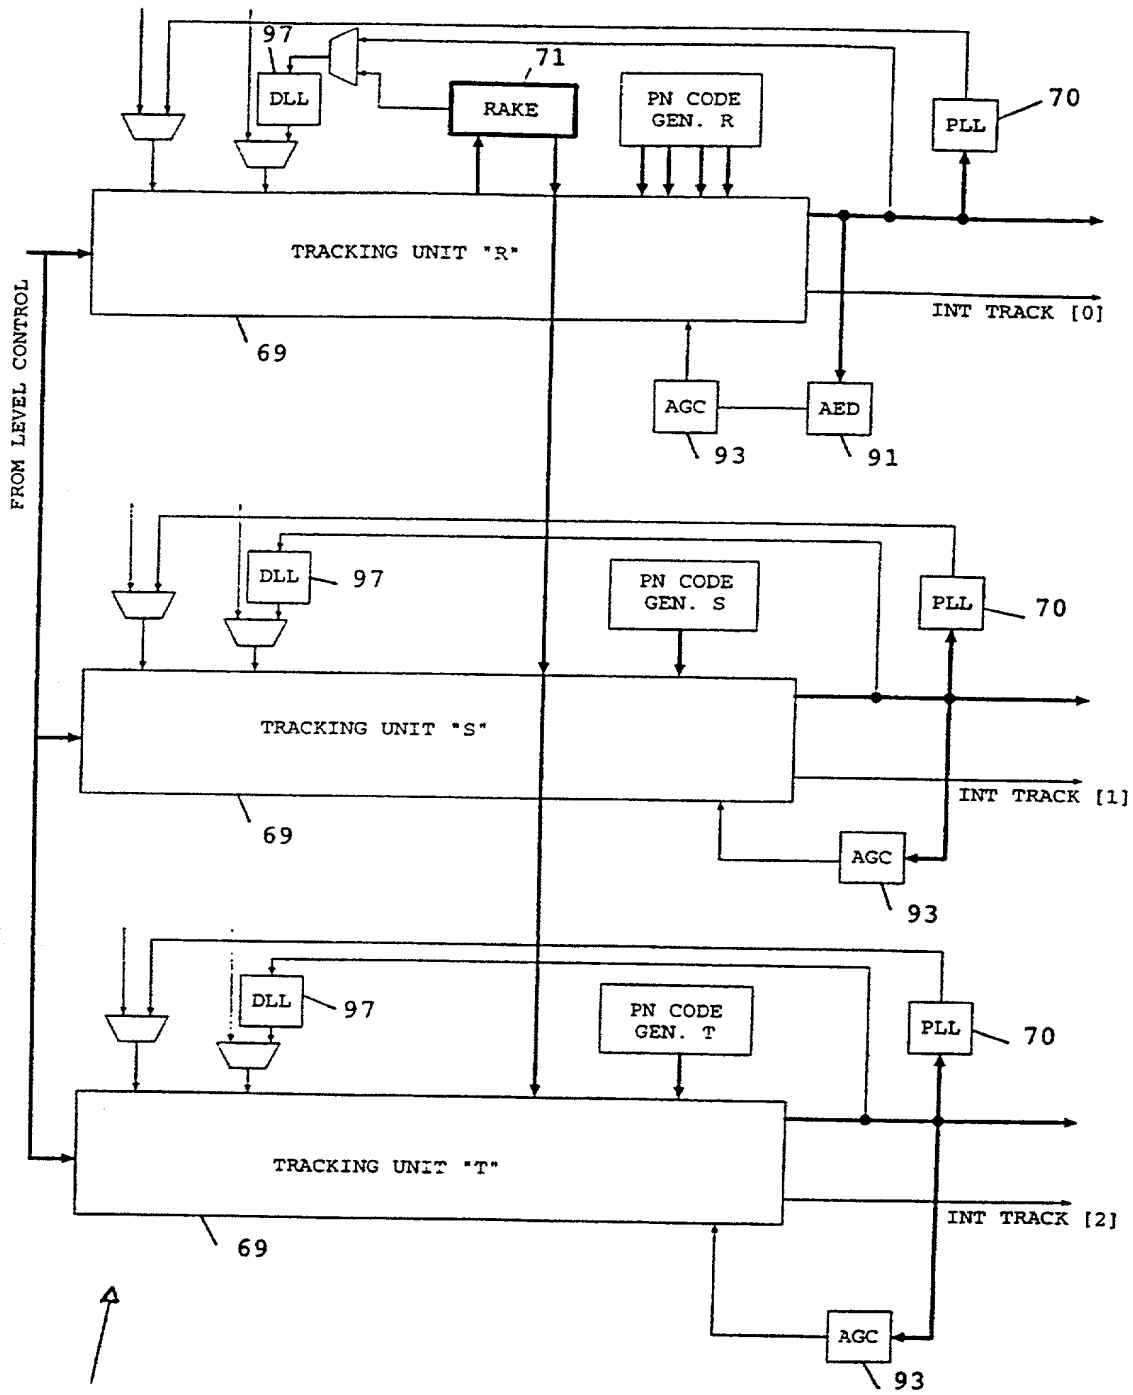 97
71
DLL
RAKE
PN CODE
GEN. R
PLL
70
TRACKING UNIT "R"
INT TRACK [0]
69
FROM LEVEL CONTROL
AGC
AED
93
91
DLL
97
PN CODE
GEN. S
PLL
70
TRACKING UNIT "S"
INT TRACK [1]
69
AGC
93
DLL
97
PN CODE
GEN. T
PLL
70
TRACKING UNIT "T"
INT TRACK [2]
69
AGC
93